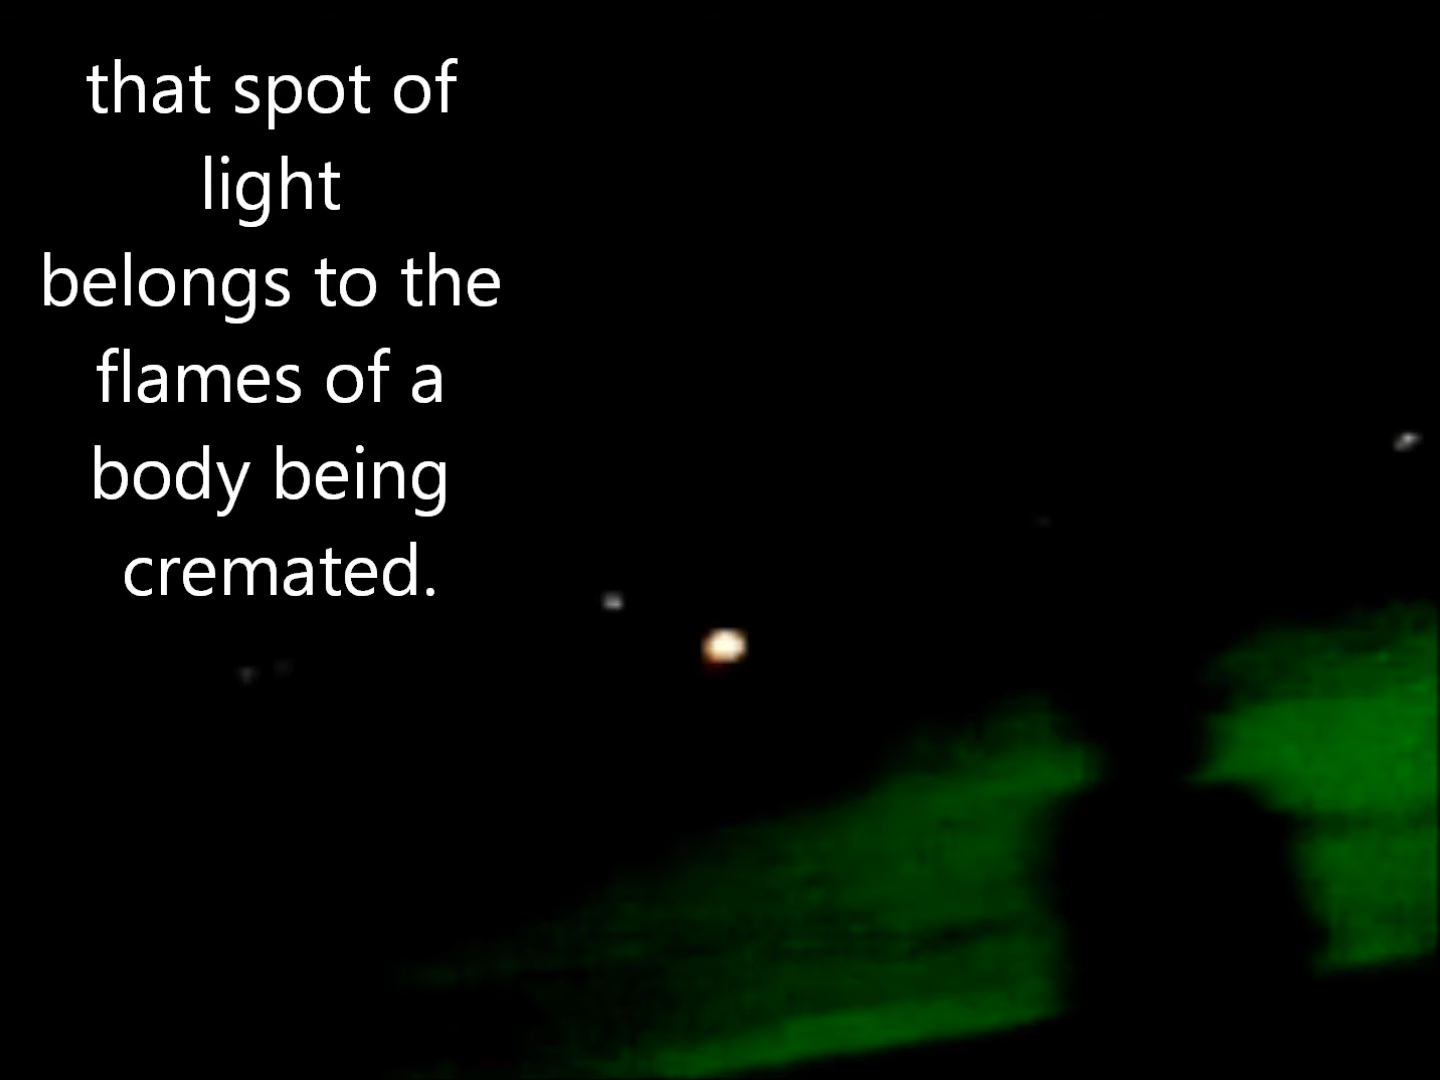 that spot of
light
belongs to the
flames of a
body being
cremated.